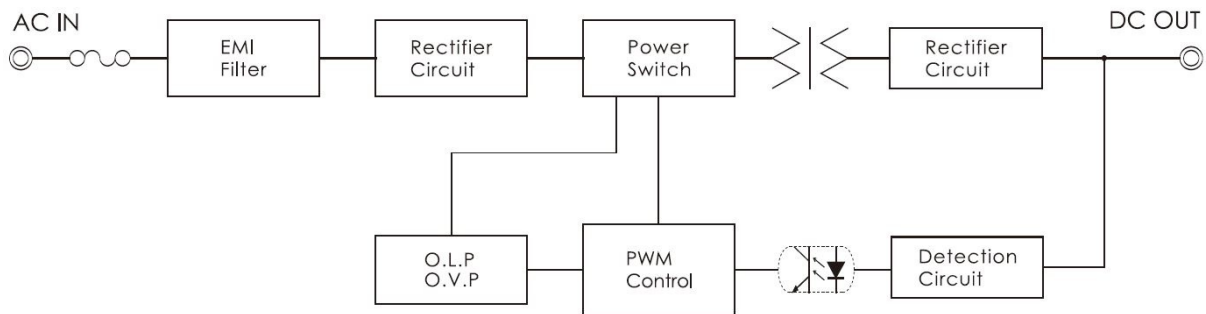 AC IN
DC OUT
EMI
Filter
Rectifier
Circuit
Power
Switch
Rectifier
Circuit
O.L.P
O.V.P
PWM
Control
Detection
Circuit